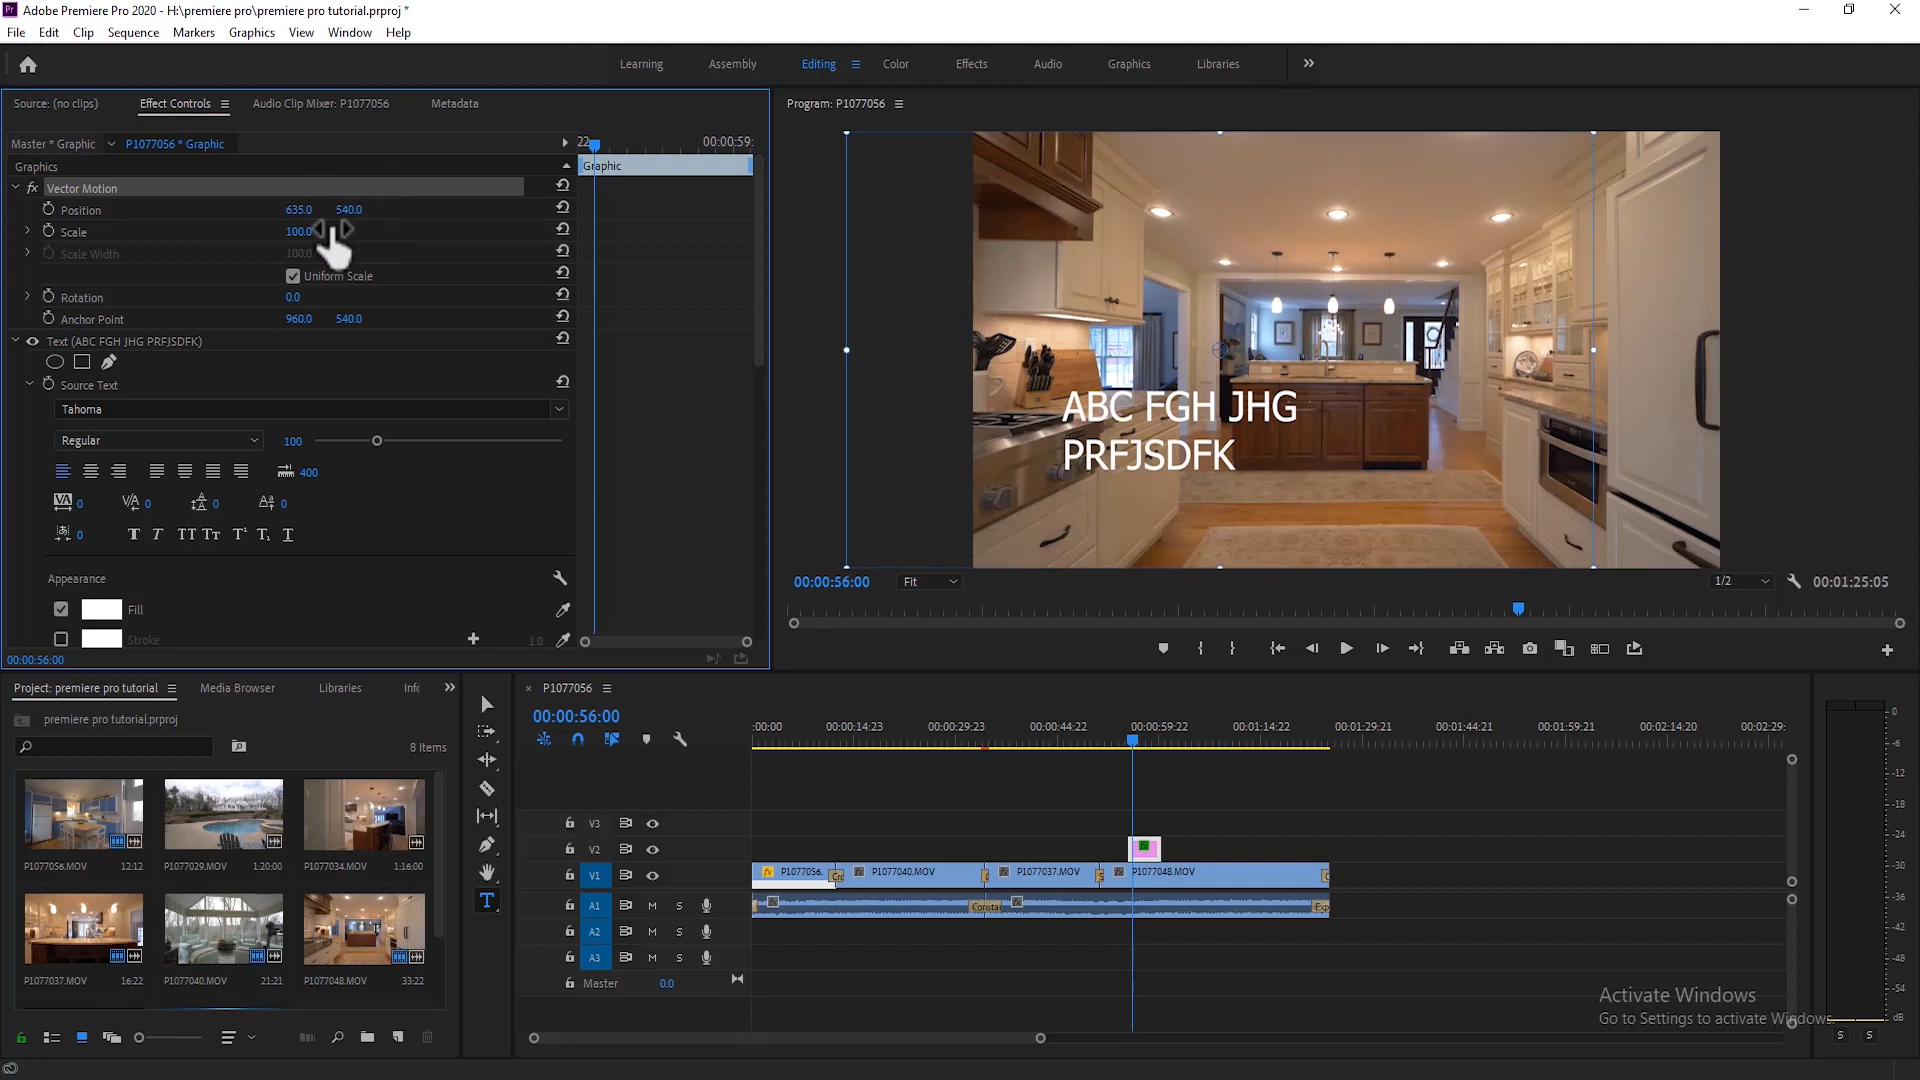 Adobe Premiere Pro 2020 - H:\premiere pro\premiere pro tutorial.prproj *
File Edit Clip Sequence Markers Graphics View Window Help
Learning Assembly Editing Color Effects Audio Graphics Libraries
Source: (no clips) Effect Controls Audio Clip Mixer: P1077056 Metadata
Program: P1077056
Master * Graphic P1077056 * Graphic
:22 00:00:59:
Graphics
Graphic
fx Vector Motion
Position 635.0 540.0
Scale 100.0
Scale Width 100.0
Uniform Scale
Rotation 0.0
Anchor Point 960.0 540.0
Text (ABC FGH JHG PRFJSDFK)
Source Text
Tahoma
Regular 100
400
0 0 0 0
0
Appearance
Fill
Stroke 1.0
00:00:56:00
ABC FGH JHG
PRFJSDFK
00:00:56:00 Fit 1/2 00:01:25:05
Project: premiere pro tutorial Media Browser Libraries Info
premiere pro tutorial.prproj
8 Items
P1077056.MOV 12:12 P1077029.MOV 1:20:00 P1077034.MOV 1:16:00
P1077037.MOV 16:22 P1077040.MOV 21:21 P1077048.MOV 33:22
× P1077056
00:00:56:00
:00:00 00:00:14:23 00:00:29:23 00:00:44:22 00:00:59:22 00:01:14:22 00:01:29:21 00:01:44:21 00:01:59:21 00:02:14:20 00:02:29:
V3
V2
V1 P1077056. Cro P1077040.MOV P1077037.MOV P1077048.MOV
A1 M S Consta Exp
A2 M S
A3 M S
Master 0.0
0
-6
-12
-18
-24
-30
-36
-42
-48
-54
dB
S S
Activate Windows
Go to Settings to activate Windows.